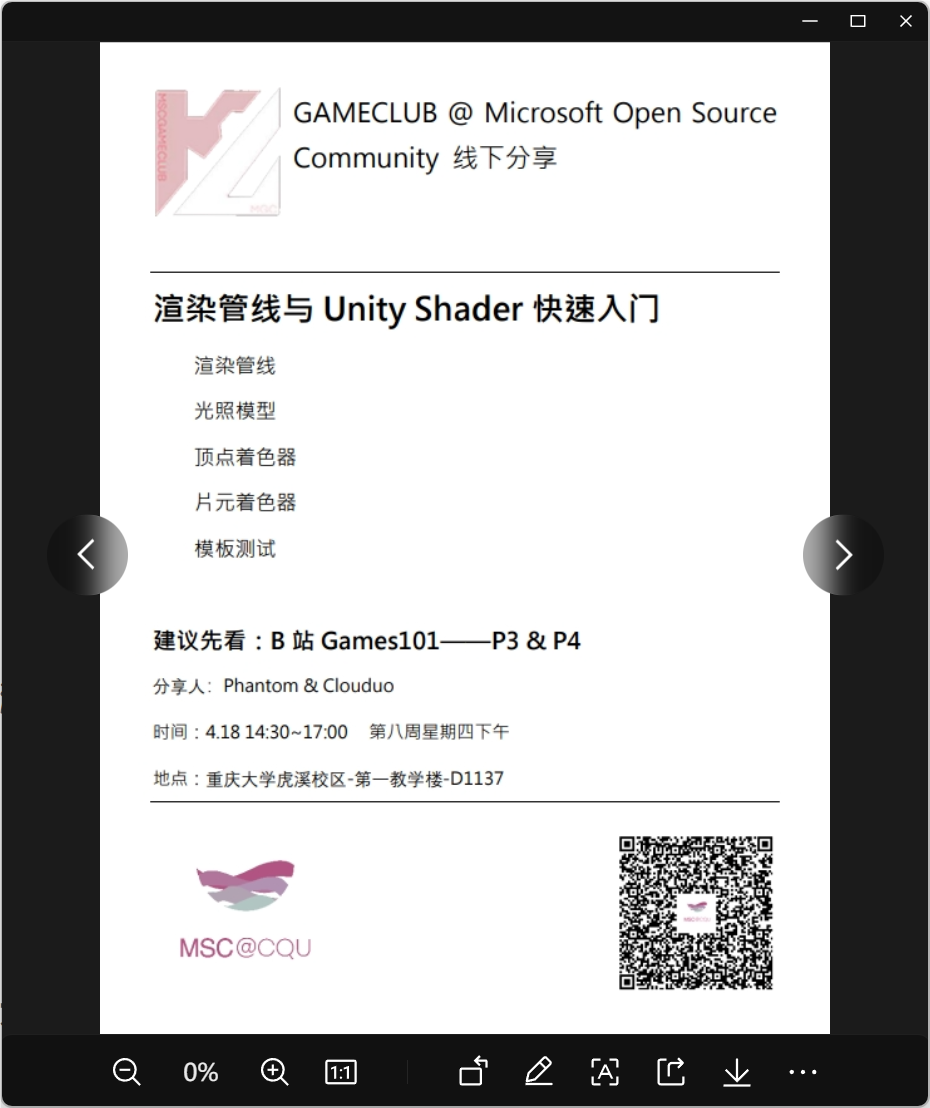 MSCGAMECLUB
MSC
GAMECLUB @ Microsoft Open Source
Community 线下分享
渲染管线与 Unity Shader 快速入门
渲染管线
光照模型
顶点着色器
片元着色器
模板测试
建议先看：B 站 Games101——P3 & P4
分享人：Phantom & Clouduo
时间：4.18 14:30~17:00 第八周星期四下午
地点：重庆大学虎溪校区-第一教学楼-D1137
MSC@CQU
MSC@CQU
0%
1:1
A